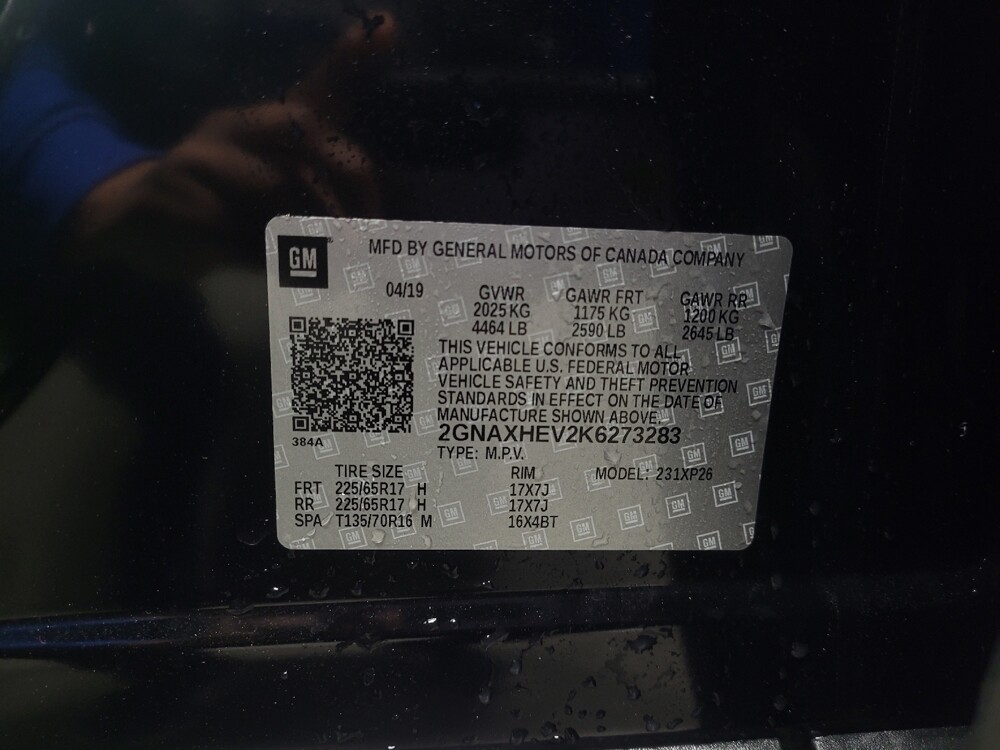 GM MFD BY GENERAL MOTORS OF CANADA COMPANY
04/19 GVWR GAWR FRT GAWR RR
2025 KG 1175 KG 1200 KG
4464 LB 2590 LB 2645 LB
THIS VEHICLE CONFORMS TO ALL
APPLICABLE U.S. FEDERAL MOTOR
VEHICLE SAFETY AND THEFT PREVENTION
STANDARDS IN EFFECT ON THE DATE OF
MANUFACTURE SHOWN ABOVE.
2GNAXHEV2K6273283
384A
TYPE: M.P.V.
TIRE SIZE RIM MODEL: 231XP26
FRT 225/65R17 H 17X7J
RR 225/65R17 H 17X7J
SPA T135/70R16 M 16X4BT